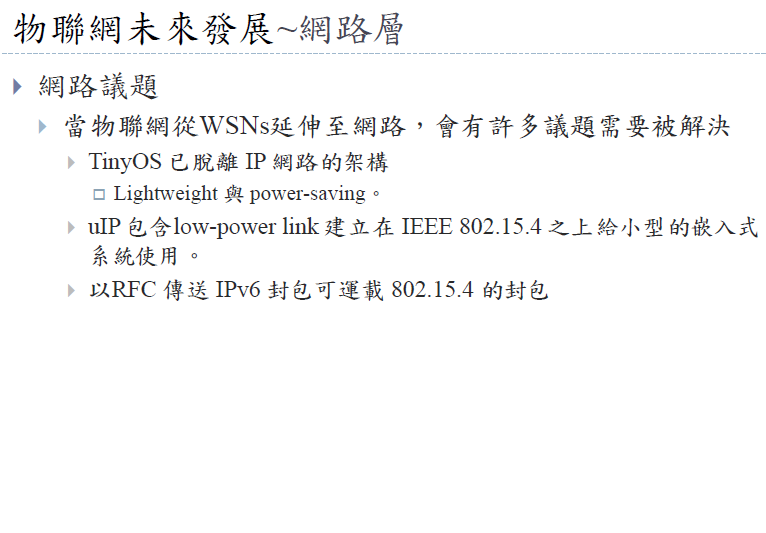 物聯網未來發展~網路層
網路議題
當物聯網從WSNs延伸至網路，會有許多議題需要被解決
TinyOS 已脫離 IP 網路的架構
Lightweight 與 power-saving。
uIP 包含low-power link 建立在 IEEE 802.15.4 之上給小型的嵌入式
系統使用。
以RFC 傳送 IPv6 封包可運載 802.15.4 的封包